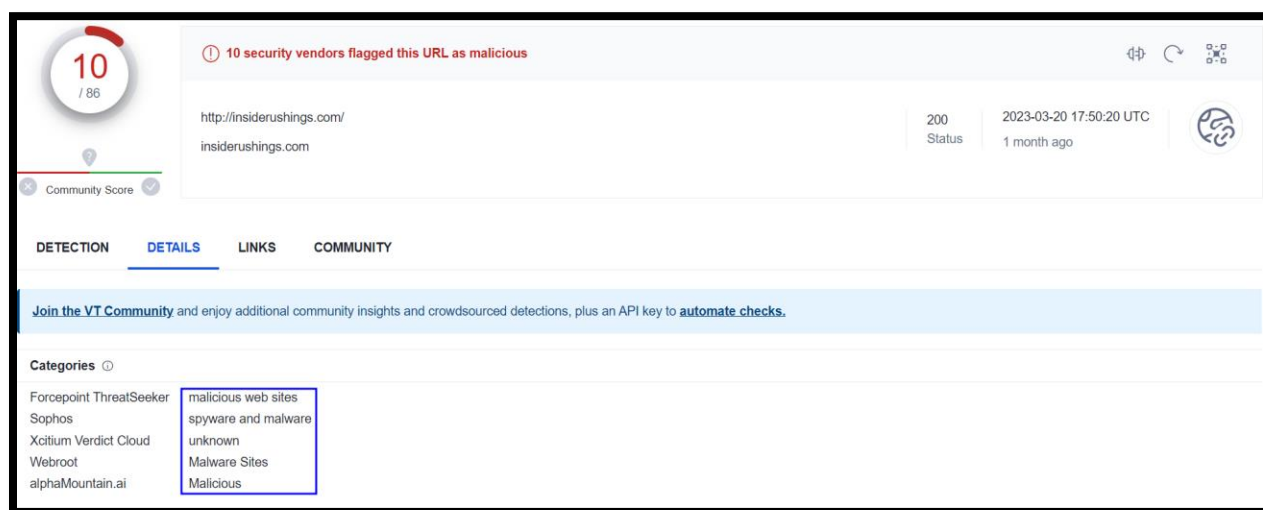 10
/ 86
Community Score
10 security vendors flagged this URL as malicious
http://insiderushings.com/
insiderushings.com
200
Status
2023-03-20 17:50:20 UTC
1 month ago
DETECTION DETAILS LINKS COMMUNITY
Join the VT Community and enjoy additional community insights and crowdsourced detections, plus an API key to automate checks.
Categories
Forcepoint ThreatSeeker malicious web sites
Sophos spyware and malware
Xcitium Verdict Cloud unknown
Webroot Malware Sites
alphaMountain.ai Malicious